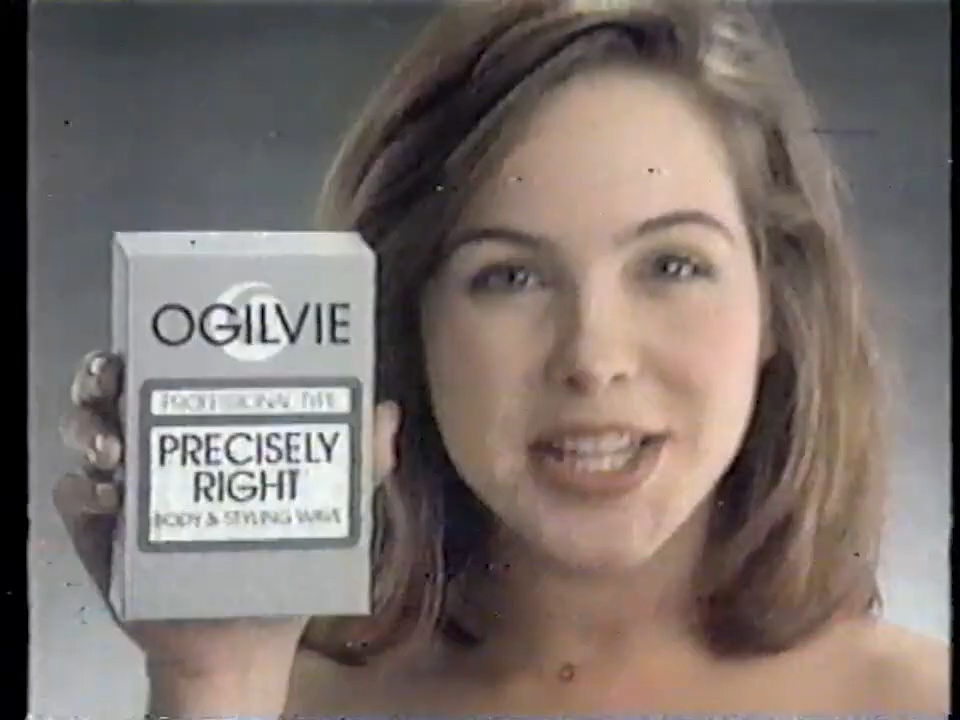 OGILVIE
PROFESSIONAL TYPE
PRECISELY
RIGHT
BODY & STYLING WAVE